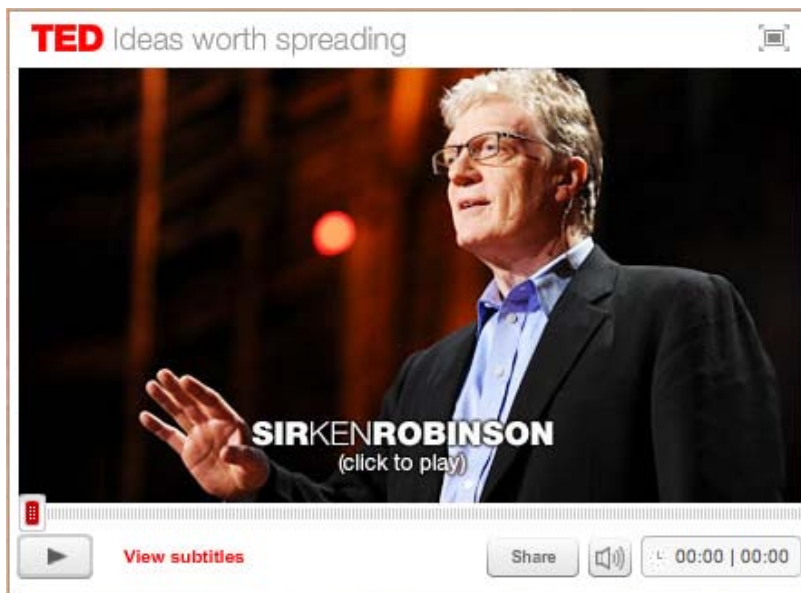 TED Ideas worth spreading
SIRKENROBINSON
(click to play)
View subtitles
Share
00:00 | 00:00